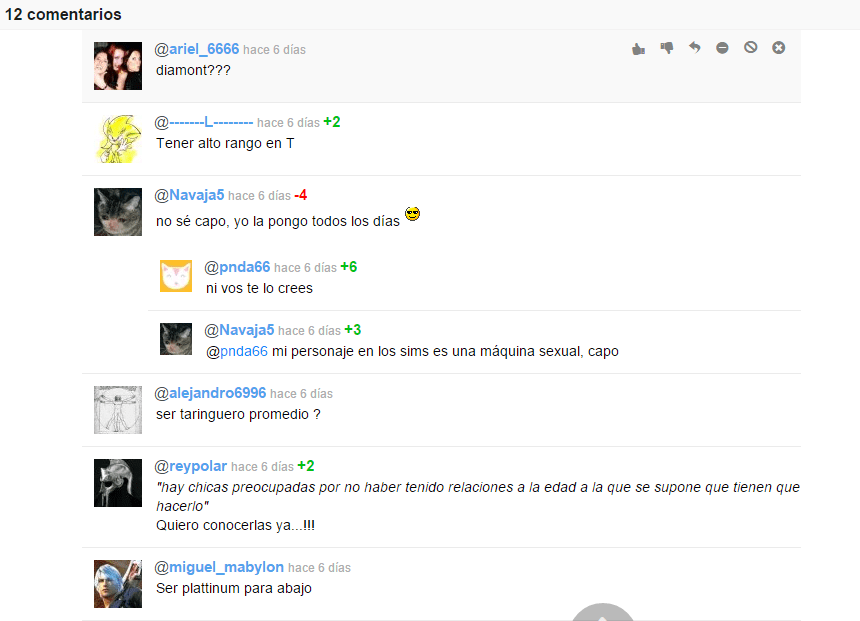 12 comentarios
@ariel_6666 hace 6 días
diamont???
@-------L-------- hace 6 días +2
Tener alto rango en T
@Navaja5 hace 6 días -4
no sé capo, yo la pongo todos los días
@pnda66 hace 6 días +6
ni vos te lo crees
@Navaja5 hace 6 días +3
@pnda66 mi personaje en los sims es una máquina sexual, capo
@alejandro6996 hace 6 días
ser taringuero promedio ?
@reypolar hace 6 días +2
"hay chicas preocupadas por no haber tenido relaciones a la edad a la que se supone que tienen que
hacerlo"
Quiero conocerlas ya...!!!
@miguel_mabylon hace 6 días
Ser plattinum para abajo